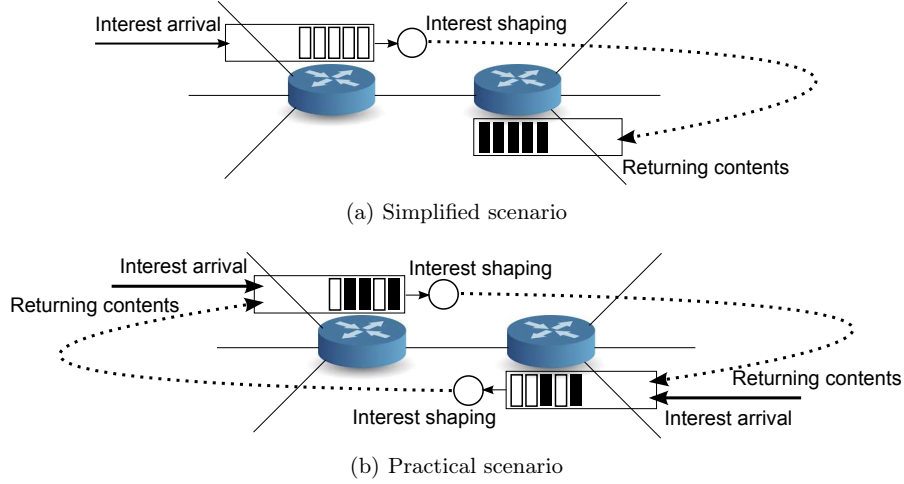 Interest arrival
Interest shaping
Returning contents
(a) Simplified scenario
Interest arrival
Interest shaping
Returning contents
Returning contents
Interest shaping
Interest arrival
(b) Practical scenario